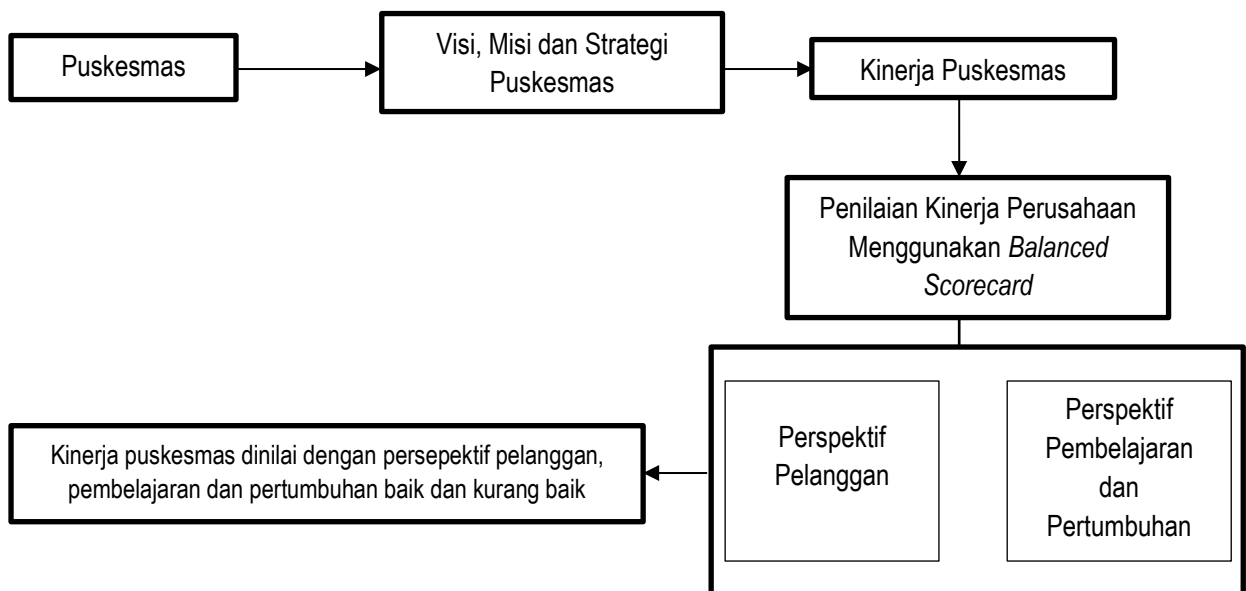 Puskesmas
Visi, Misi dan Strategi
Puskesmas
Kinerja Puskesmas
Penilaian Kinerja Perusahaan
Menggunakan Balanced
Scorecard
Perspektif
Pelanggan
Perspektif
Pembelajaran
dan
Pertumbuhan
Kinerja puskesmas dinilai dengan persepektif pelanggan,
pembelajaran dan pertumbuhan baik dan kurang baik